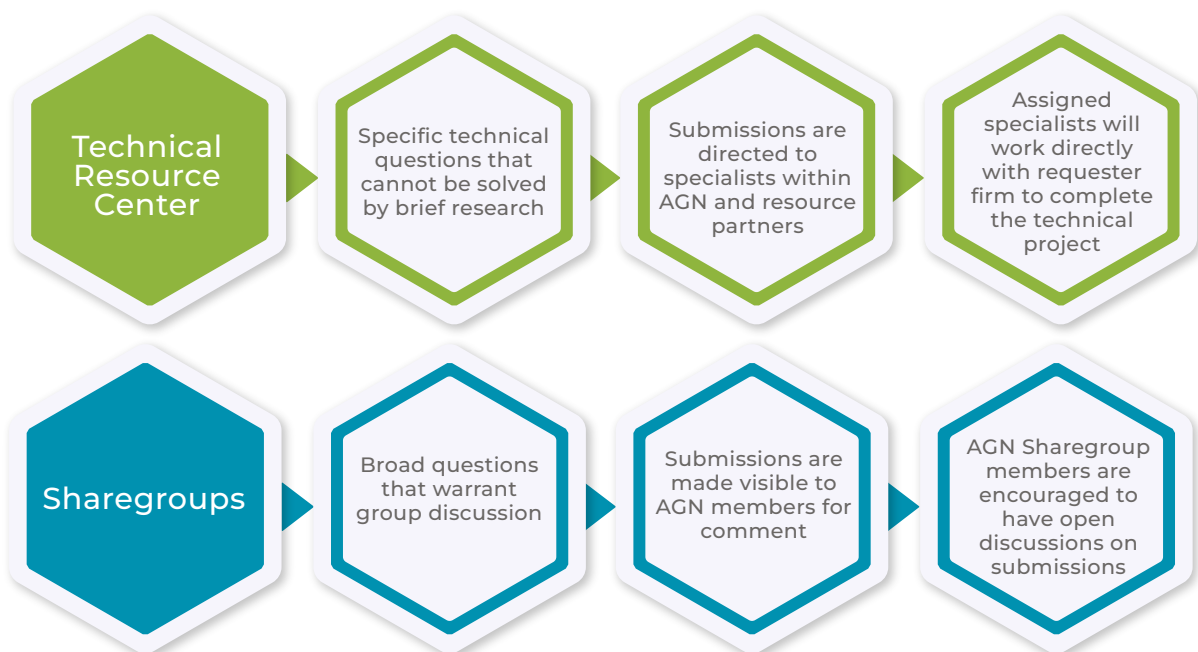 Technical
Resource
Center
Specific technical
questions that
cannot be solved
by brief research
Submissions are
directed to
specialists within
AGN and resource
partners
Assigned
specialists will
work directly
with requester
firm to complete
the technical
project
Sharegroups
Broad questions
that warrant
group discussion
Submissions are
made visible to
AGN members for
comment
AGN Sharegroup
members are
encouraged to
have open
discussions on
submissions